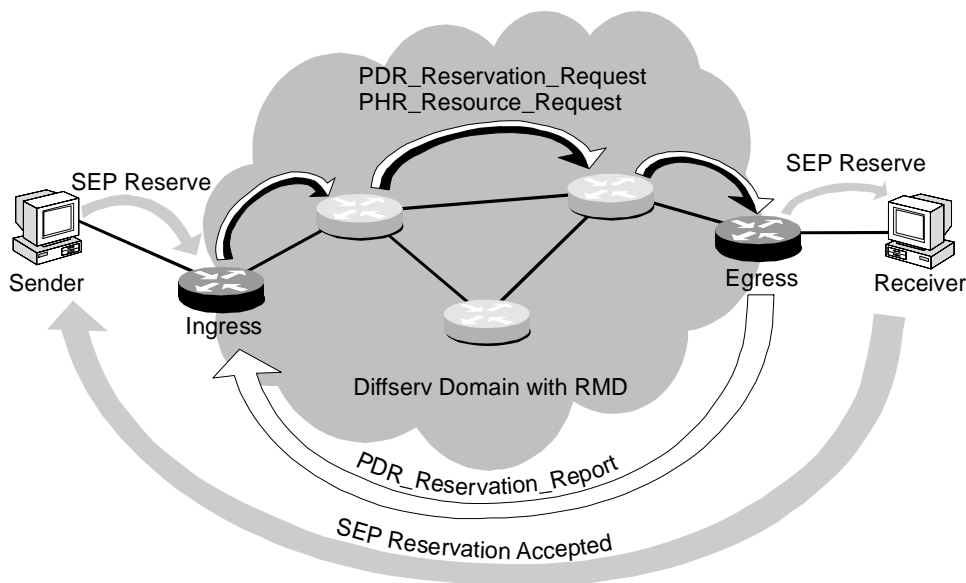 PDR_Reservation_Request
PHR_Resource_Request
SEP Reserve
SEP Reserve
Sender
Ingress
Egress
Receiver
Diffserv Domain with RMD
PDR_Reservation_Report
SEP Reservation Accepted